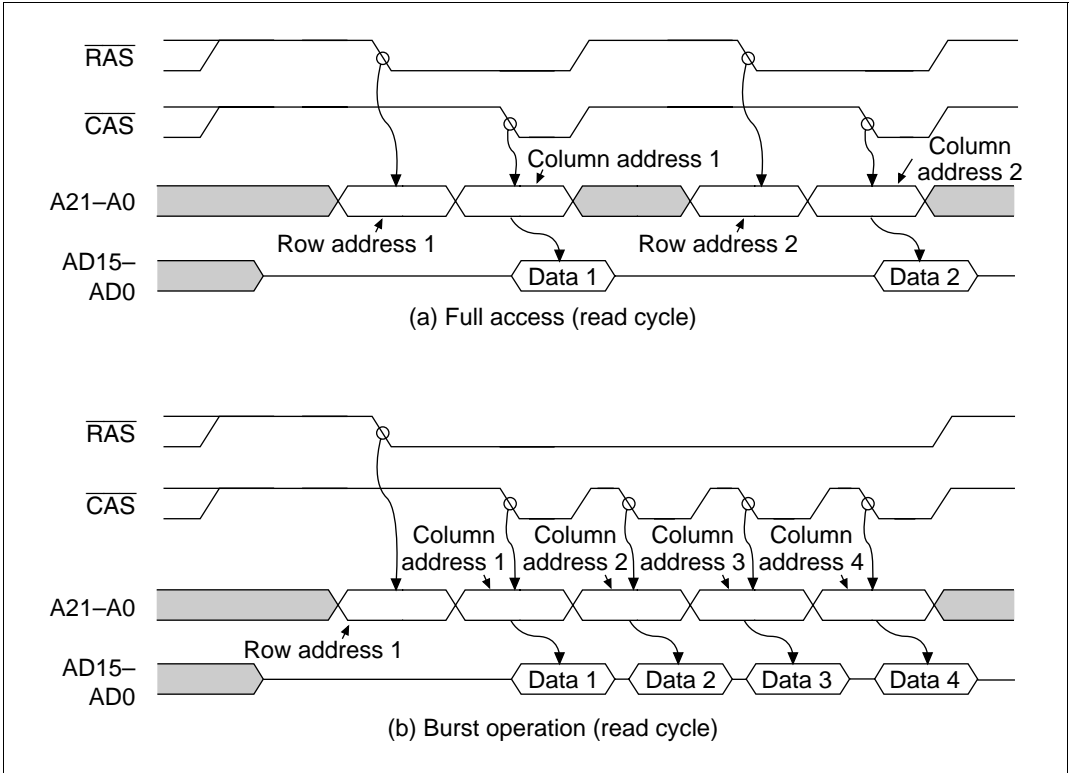 RAS
CAS
Column address 1
Column
address 2
A21–A0
Row address 1
Row address 2
AD15–
AD0
Data 1
Data 2
(a) Full access (read cycle)
RAS
CAS
Column
address 1
Column
address 2
Column
address 3
Column
address 4
A21–A0
Row address 1
AD15–
AD0
Data 1
Data 2
Data 3
Data 4
(b) Burst operation (read cycle)